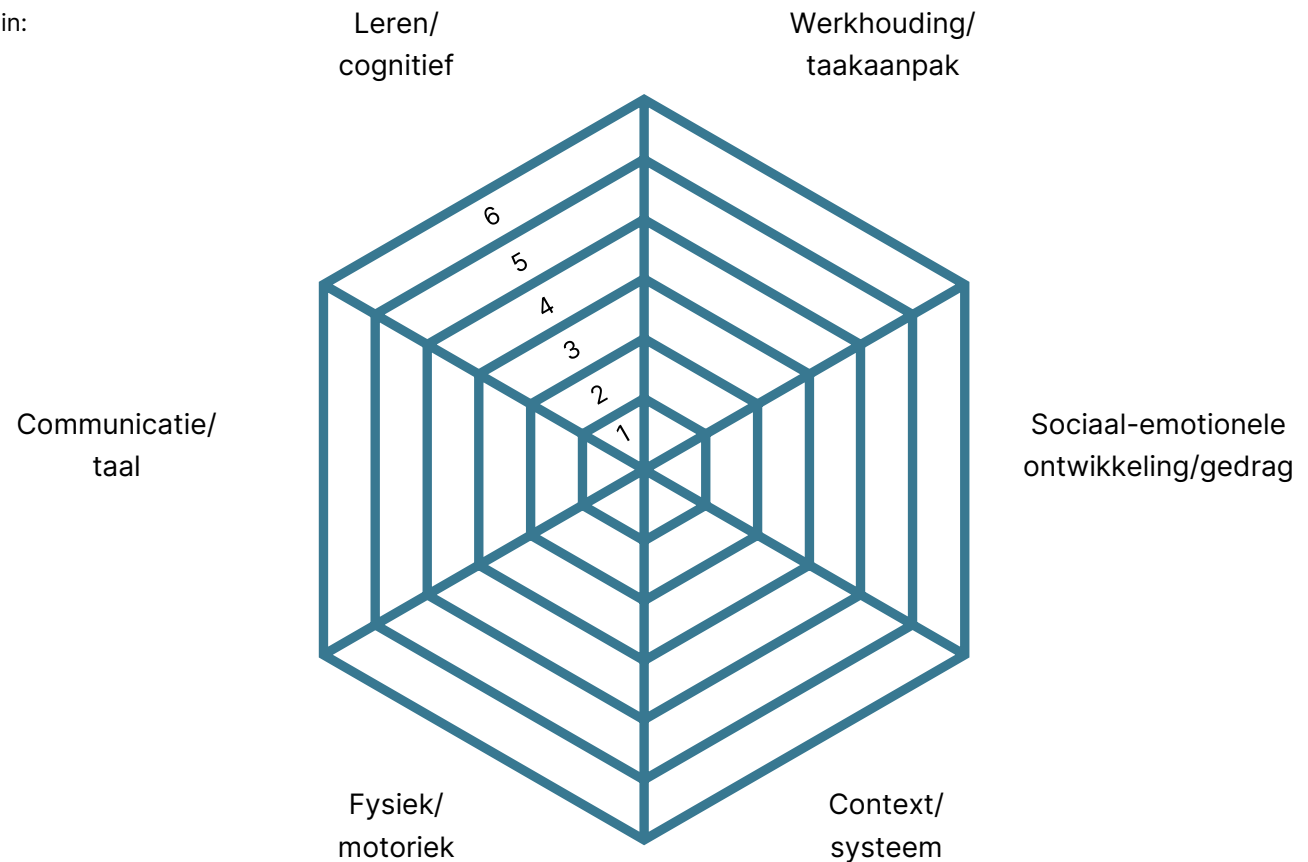 in:
Leren/
cognitief
Werkhouding/
taakaanpak
6
5
4
3
2
1
Communicatie/
taal
Sociaal-emotionele
ontwikkeling/gedrag
Fysiek/
motoriek
Context/
systeem